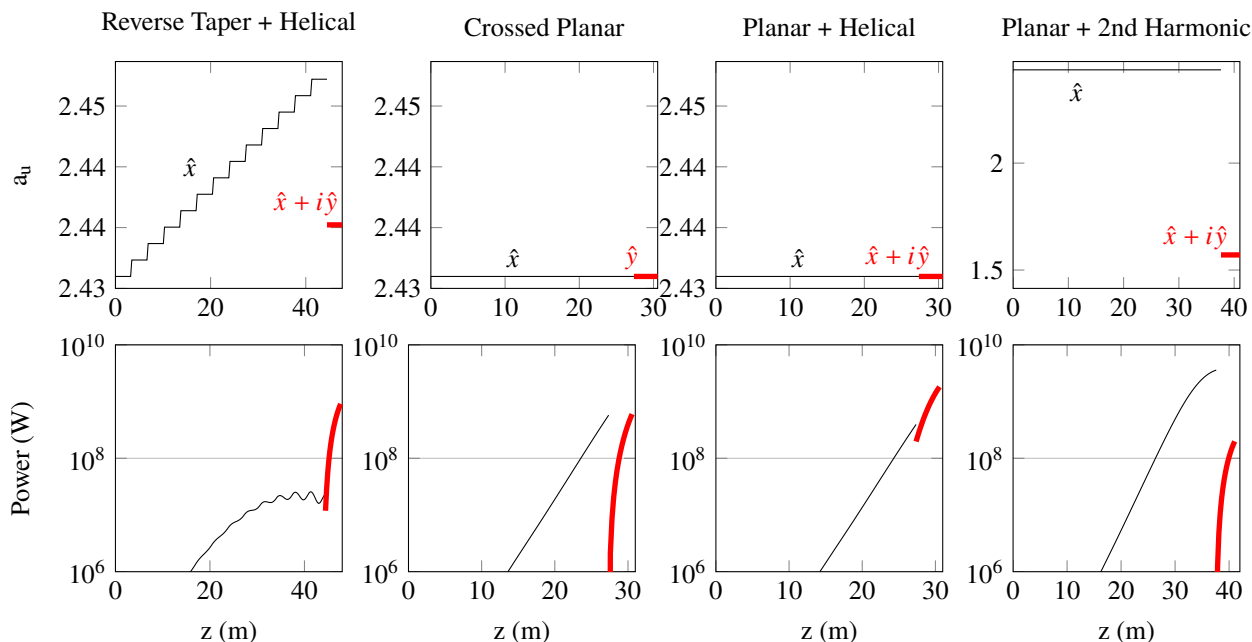 Reverse Taper + Helical
Crossed Planar
Planar + Helical
Planar + 2nd Harmonic
a_u
2.45
2.44
2.44
2.43
x̂
x̂ + iŷ
0 20 40
2.45
2.44
2.44
2.43
x̂
ŷ
0 10 20 30
2.45
2.44
2.44
2.43
x̂
x̂ + iŷ
0 10 20 30
2
1.5
x̂
x̂ + iŷ
0 10 20 30 40
Power (W)
10^10
10^8
10^6
0 20 40
z (m)
10^10
10^8
10^6
0 10 20 30
z (m)
10^10
10^8
10^6
0 10 20 30
z (m)
10^10
10^8
10^6
0 10 20 30 40
z (m)